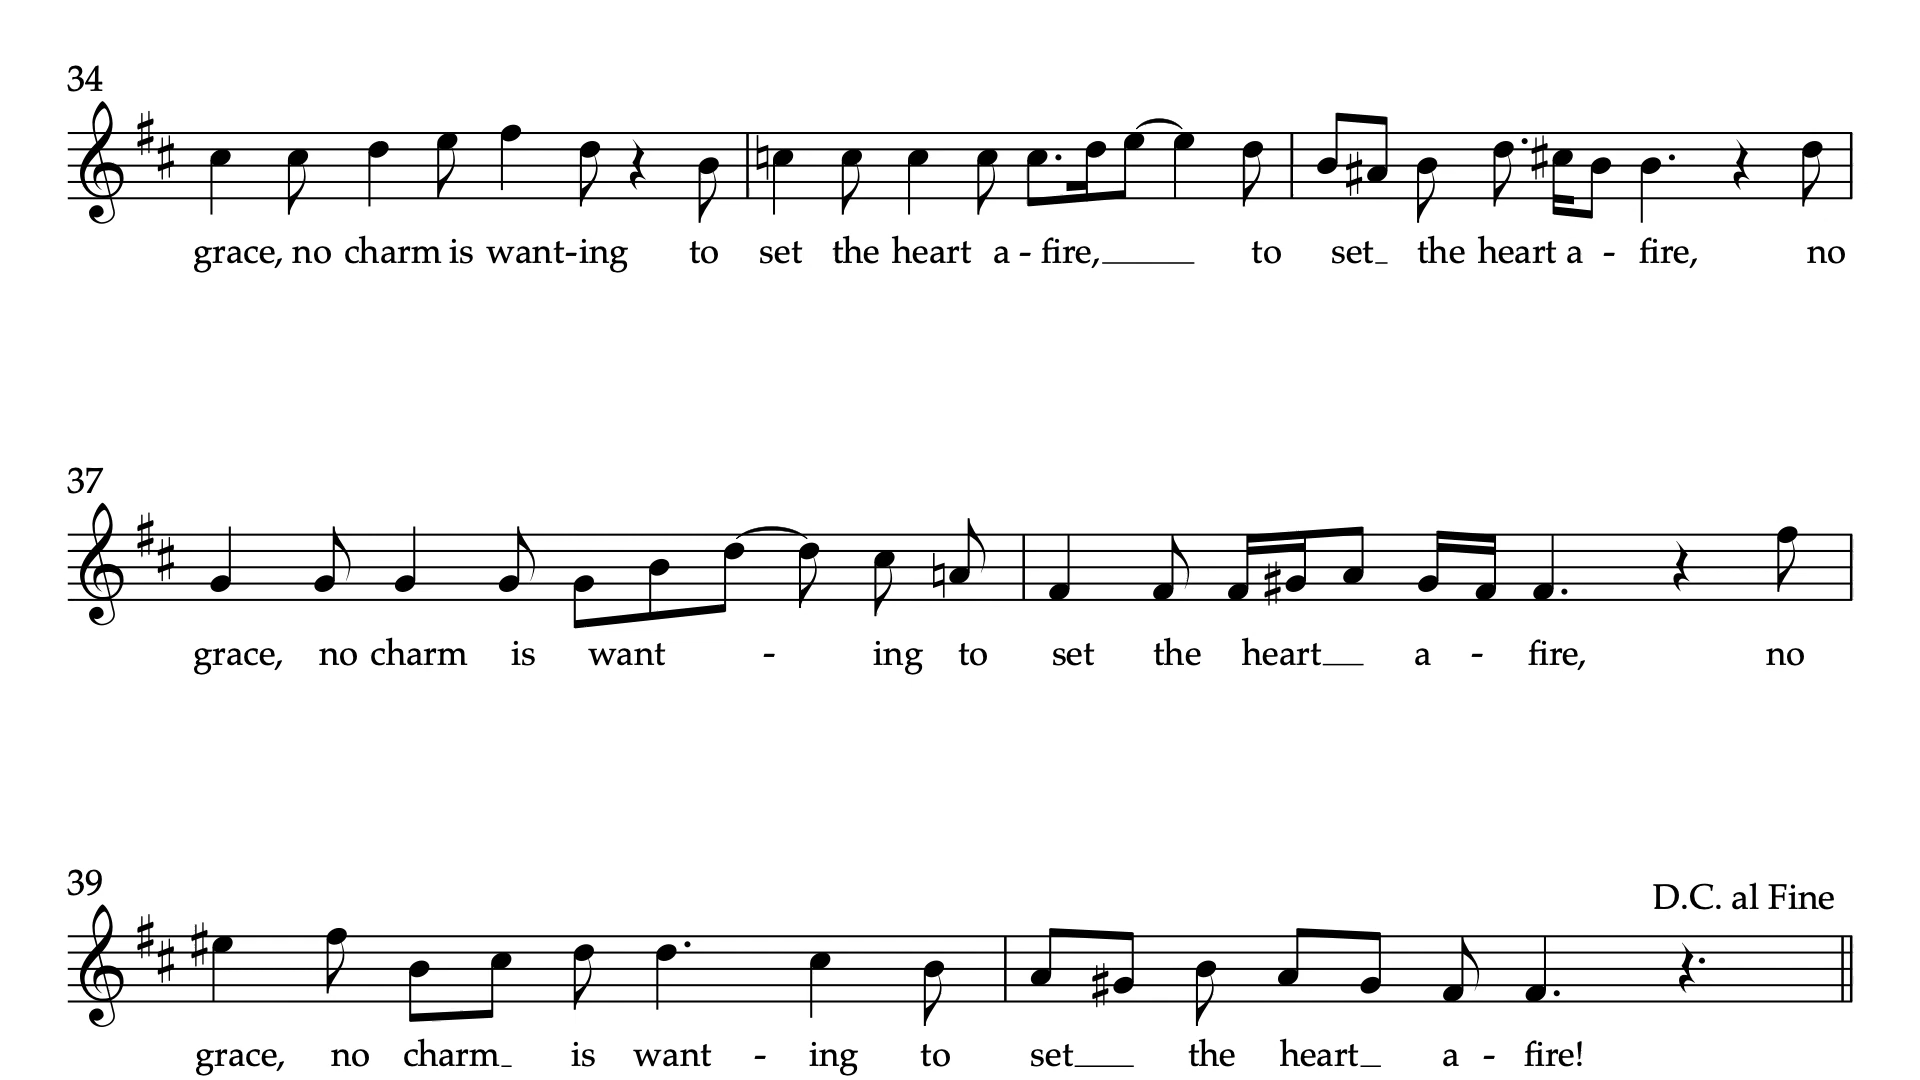 34
grace, no charm is want-ing to set the heart a - fire, to set the heart a - fire, no
37
grace, no charm is want - ing to set the heart a - fire, no
39
D.C. al Fine
grace, no charm is want - ing to set the heart a - fire!